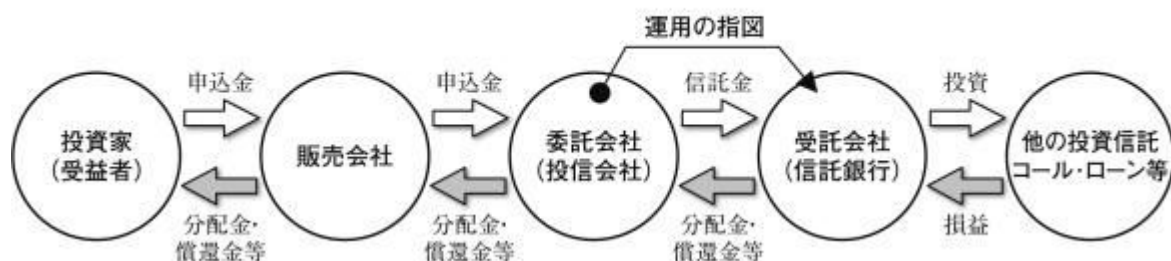 運用の指図
申込金
申込金
信託金
投資
投資家
(受益者)
販売会社
委託会社
(投信会社)
受託会社
(信託銀行)
他の投資信託
コール・ローン等
分配金・
償還金等
分配金・
償還金等
分配金・
償還金等
損益